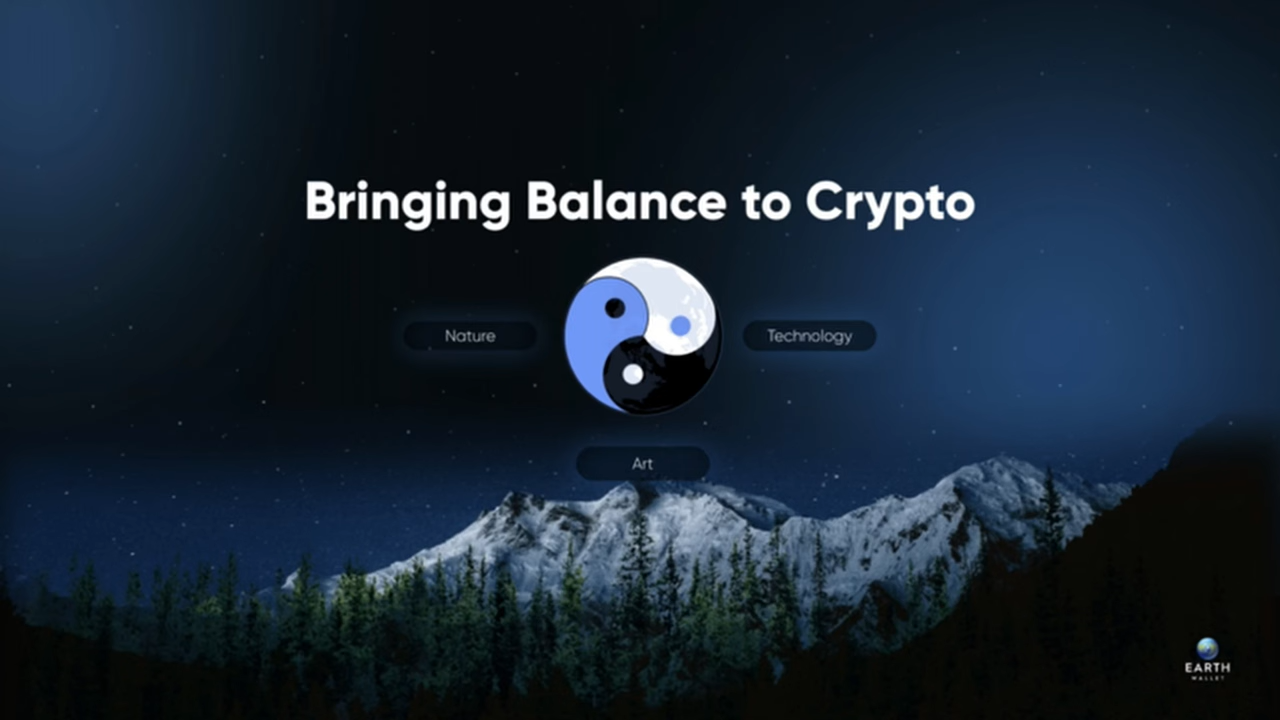 Bringing Balance to Crypto
Nature
Technology
Art
EARTH
WALLET